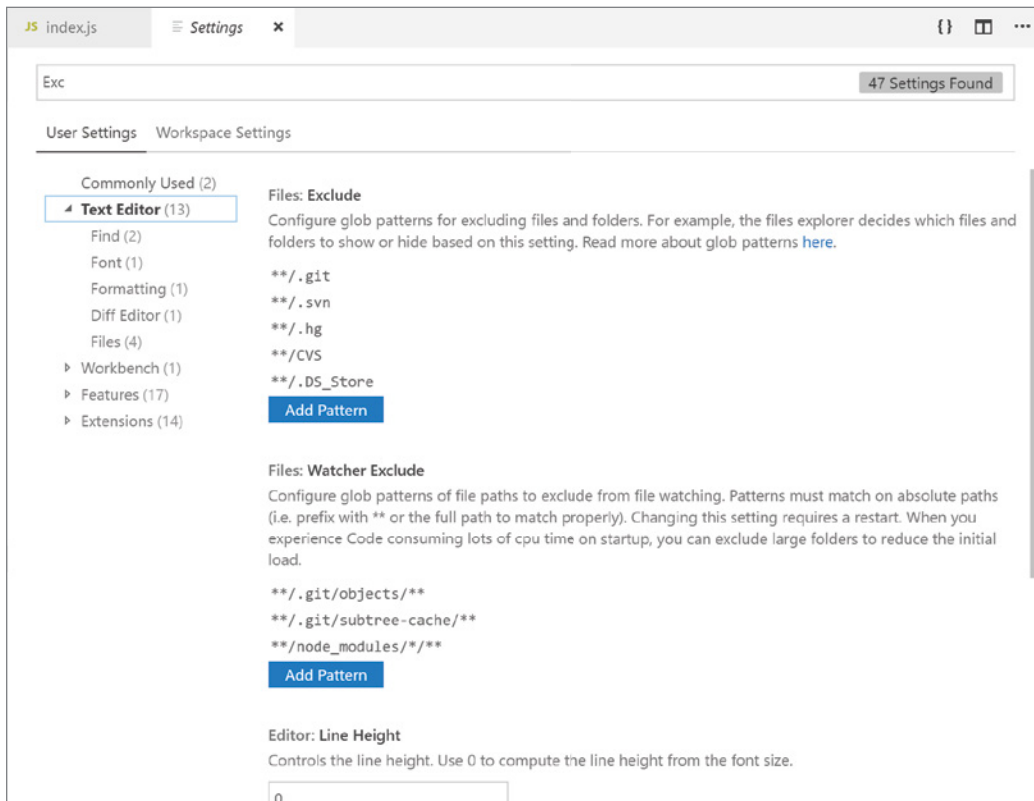 JS index.js
Settings ×
{} ···
Exc
47 Settings Found
User Settings Workspace Settings
Commonly Used (2)
Text Editor (13)
Find (2)
Font (1)
Formatting (1)
Diff Editor (1)
Files (4)
Workbench (1)
Features (17)
Extensions (14)
Files: Exclude
Configure glob patterns for excluding files and folders. For example, the files explorer decides which files and
folders to show or hide based on this setting. Read more about glob patterns here.
**/.git
**/.svn
**/.hg
**/CVS
**/.DS_Store
Add Pattern
Files: Watcher Exclude
Configure glob patterns of file paths to exclude from file watching. Patterns must match on absolute paths
(i.e. prefix with ** or the full path to match properly). Changing this setting requires a restart. When you
experience Code consuming lots of cpu time on startup, you can exclude large folders to reduce the initial
load.
**/.git/objects/**
**/.git/subtree-cache/**
**/node_modules/*/**
Add Pattern
Editor: Line Height
Controls the line height. Use 0 to compute the line height from the font size.
0